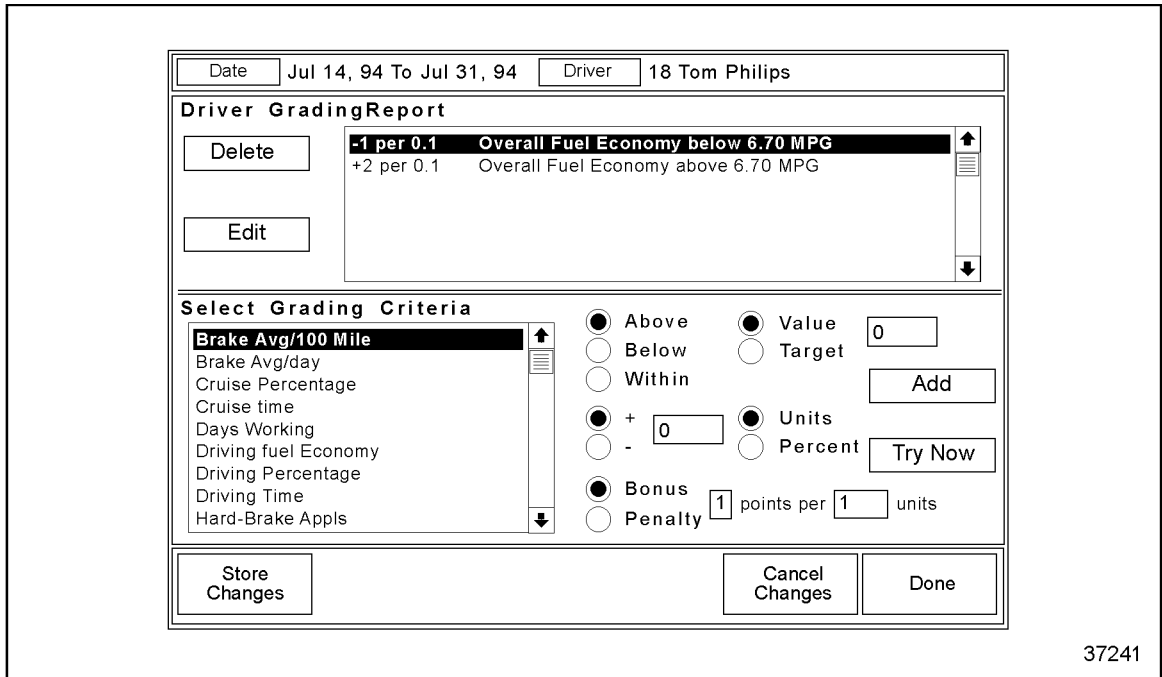 Date Jul 14, 94 To Jul 31, 94 Driver 18 Tom Philips
Driver GradingReport
Delete
-1 per 0.1 Overall Fuel Economy below 6.70 MPG
+2 per 0.1 Overall Fuel Economy above 6.70 MPG
Edit
Select Grading Criteria
Brake Avg/100 Mile
Brake Avg/day
Cruise Percentage
Cruise time
Days Working
Driving fuel Economy
Driving Percentage
Driving Time
Hard-Brake Appls
Above
Below
Within
Value
Target
0
Add
+
-
0
Units
Percent
Try Now
Bonus
Penalty
1 points per 1 units
Store
Changes
Cancel
Changes
Done
37241